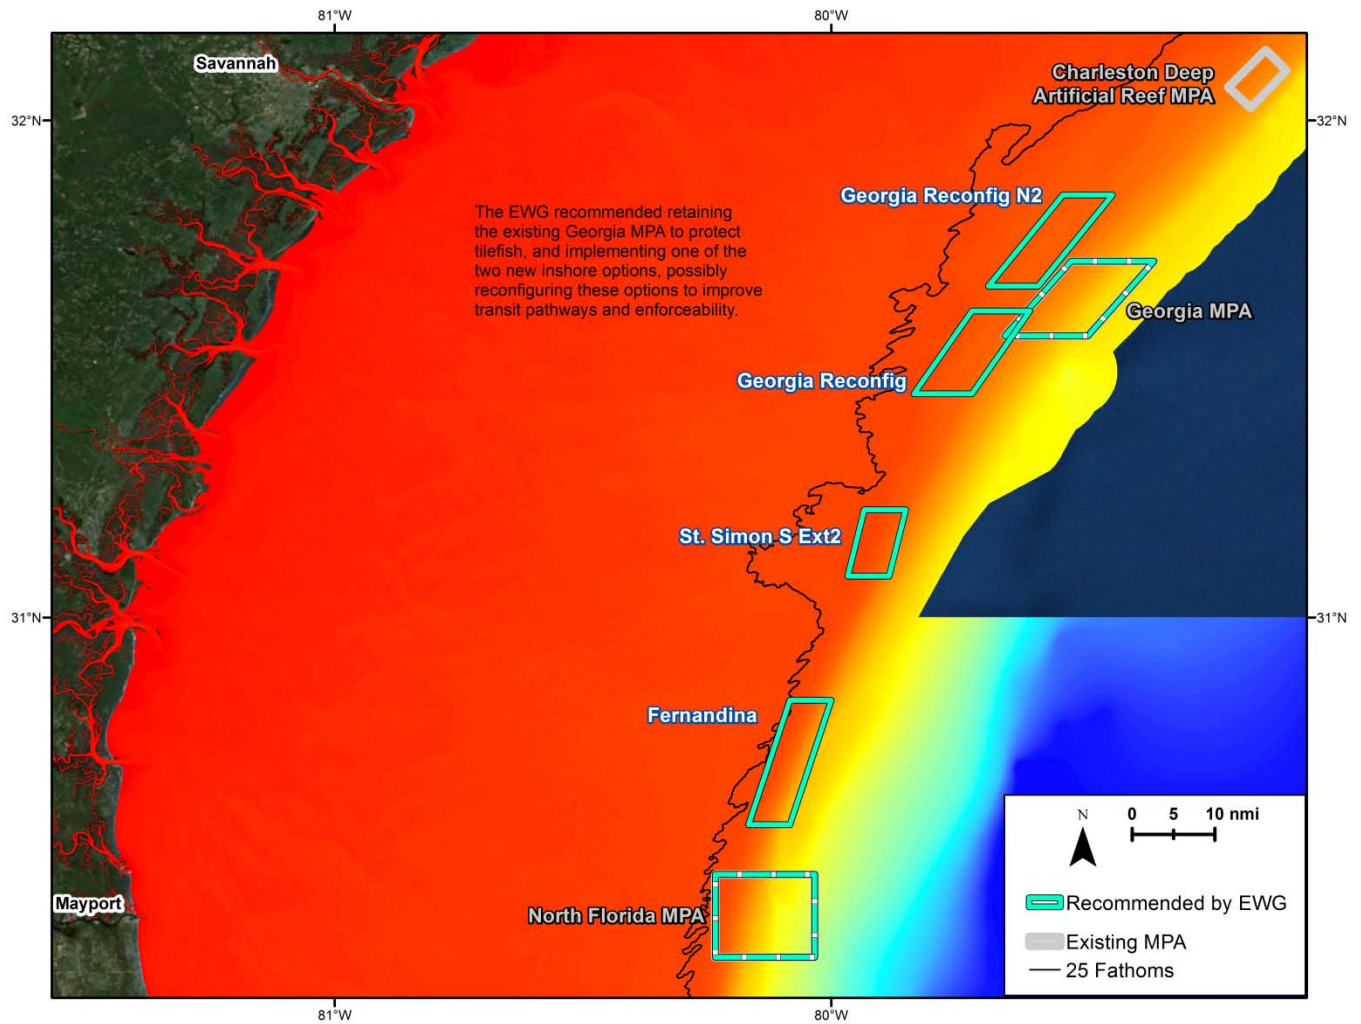 81°W
80°W
Savannah
Charleston Deep
Artificial Reef MPA
32°N
32°N
Georgia Reconfig N2
The EWG recommended retaining
the existing Georgia MPA to protect
tilefish, and implementing one of the
two new inshore options, possibly
reconfiguring these options to improve
transit pathways and enforceability.
Georgia MPA
Georgia Reconfig
St. Simon S Ext2
31°N
31°N
Fernandina
N
0 5 10 nmi
Mayport
North Florida MPA
Recommended by EWG
Existing MPA
25 Fathoms
81°W
80°W